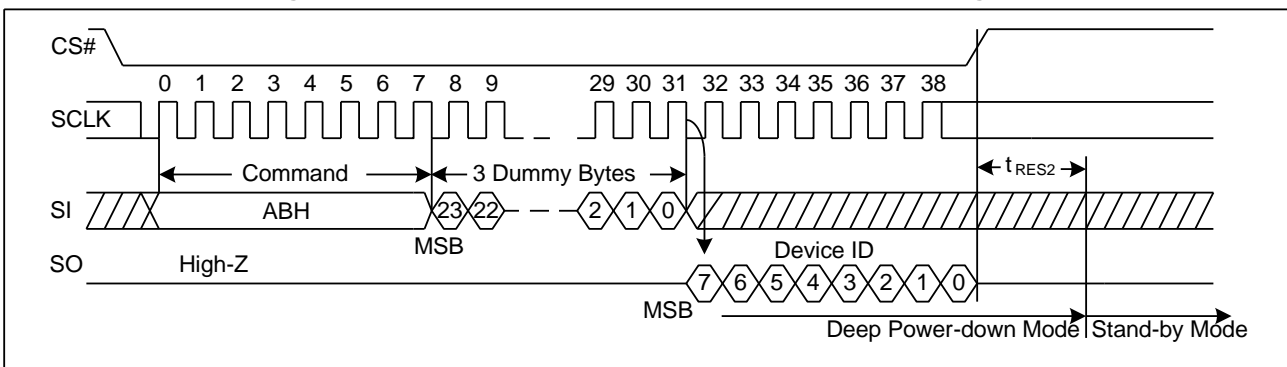 CS#
0 1 2 3 4 5 6 7 8 9 29 30 31 32 33 34 35 36 37 38
SCLK
Command 3 Dummy Bytes tRES2
SI ABH 23 22 2 1 0
MSB Device ID
SO High-Z
7 6 5 4 3 2 1 0
MSB
Deep Power-down Mode Stand-by Mode